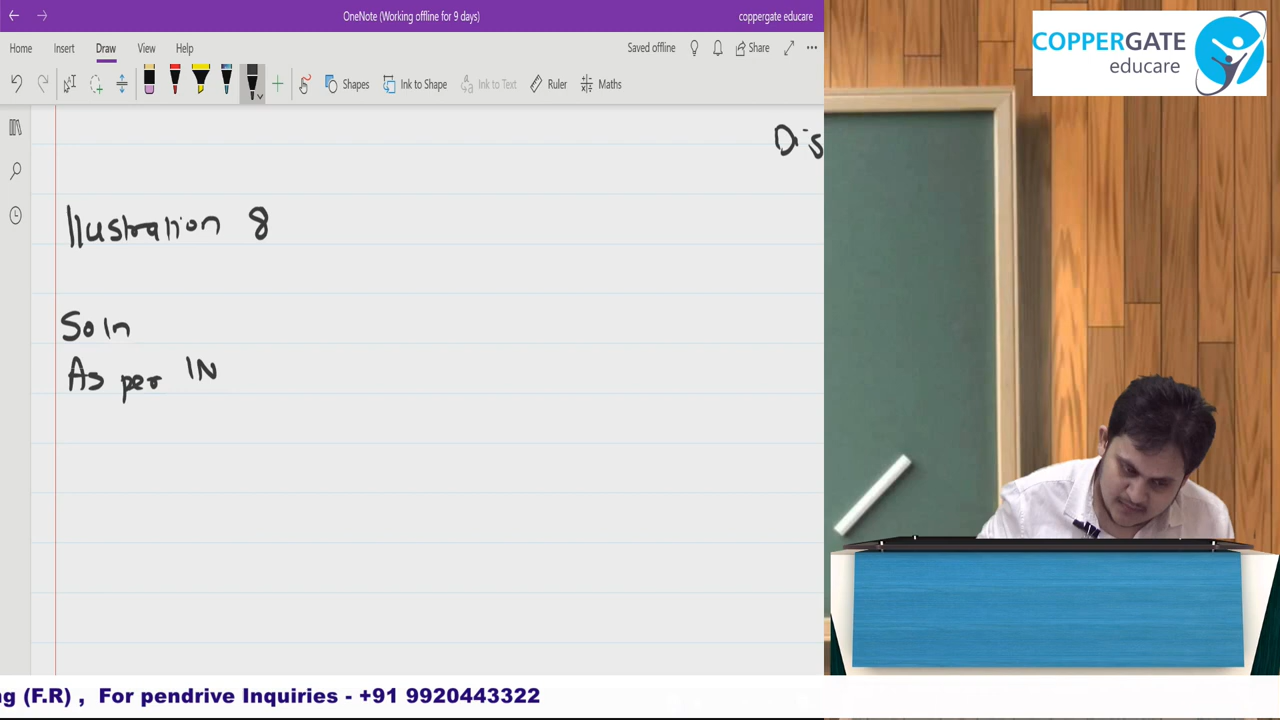 OneNote (Working offline for 9 days)
coppergate educare
Home Insert Draw View Help
Saved offline Share
Shapes Ink to Shape Ink to Text Ruler Maths
COPPERGATE
educare
Dis
Illustration 8
Soln
As per IN
g (F.R) , For pendrive Inquiries - +91 9920443322